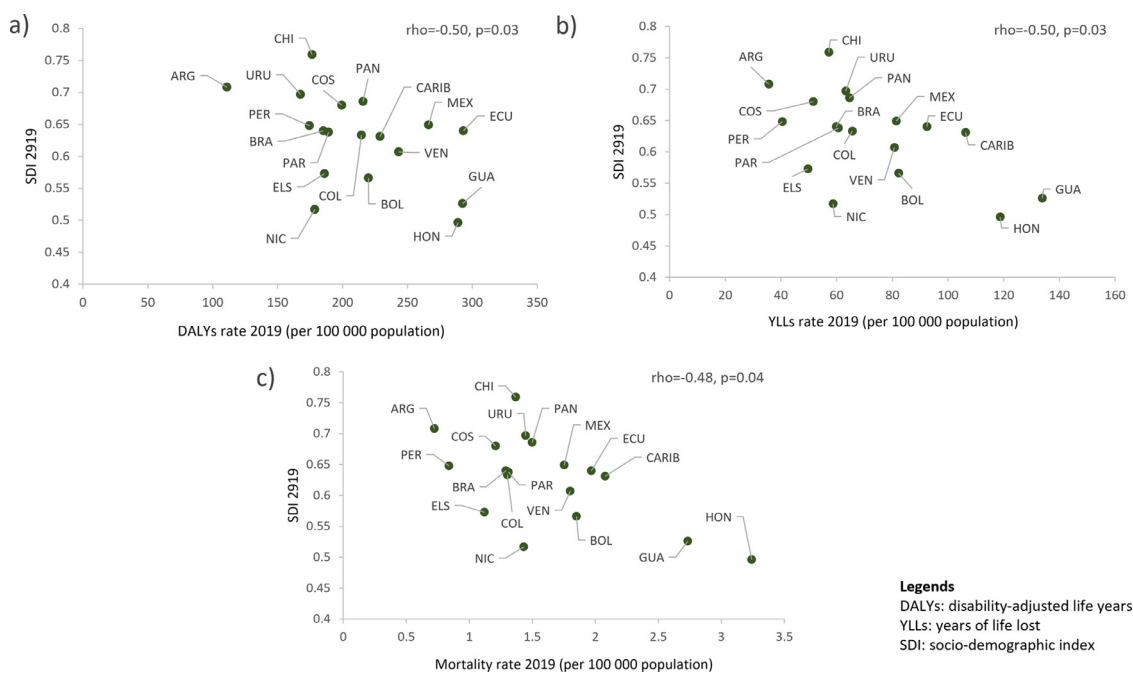 a)
rho=-0.50, p=0.03
SDI 2919
0.8
0.75
0.7
0.65
0.6
0.55
0.5
0.45
0.4
CHI
ARG
URU
COS
PAN
CARIB
MEX
ECU
PER
BRA
PAR
VEN
ELS
COL
BOL
GUA
NIC
HON
0 50 100 150 200 250 300 350
DALYs rate 2019 (per 100 000 population)
b)
rho=-0.50, p=0.03
SDI 2919
0.8
0.75
0.7
0.65
0.6
0.55
0.5
0.45
0.4
CHI
ARG
URU
PAN
COS
BRA
MEX
ECU
PER
PAR
COL
CARIB
ELS
VEN
BOL
GUA
NIC
HON
0 20 40 60 80 100 120 140 160
YLLs rate 2019 (per 100 000 population)
c)
rho=-0.48, p=0.04
SDI 2919
0.8
0.75
0.7
0.65
0.6
0.55
0.5
0.45
0.4
CHI
ARG
URU
PAN
COS
MEX
ECU
PER
CARIB
BRA
PAR
ELS
COL
VEN
HON
BOL
NIC
GUA
0 0.5 1 1.5 2 2.5 3 3.5
Mortality rate 2019 (per 100 000 population)
Legends
DALYs: disability-adjusted life years
YLLs: years of life lost
SDI: socio-demographic index